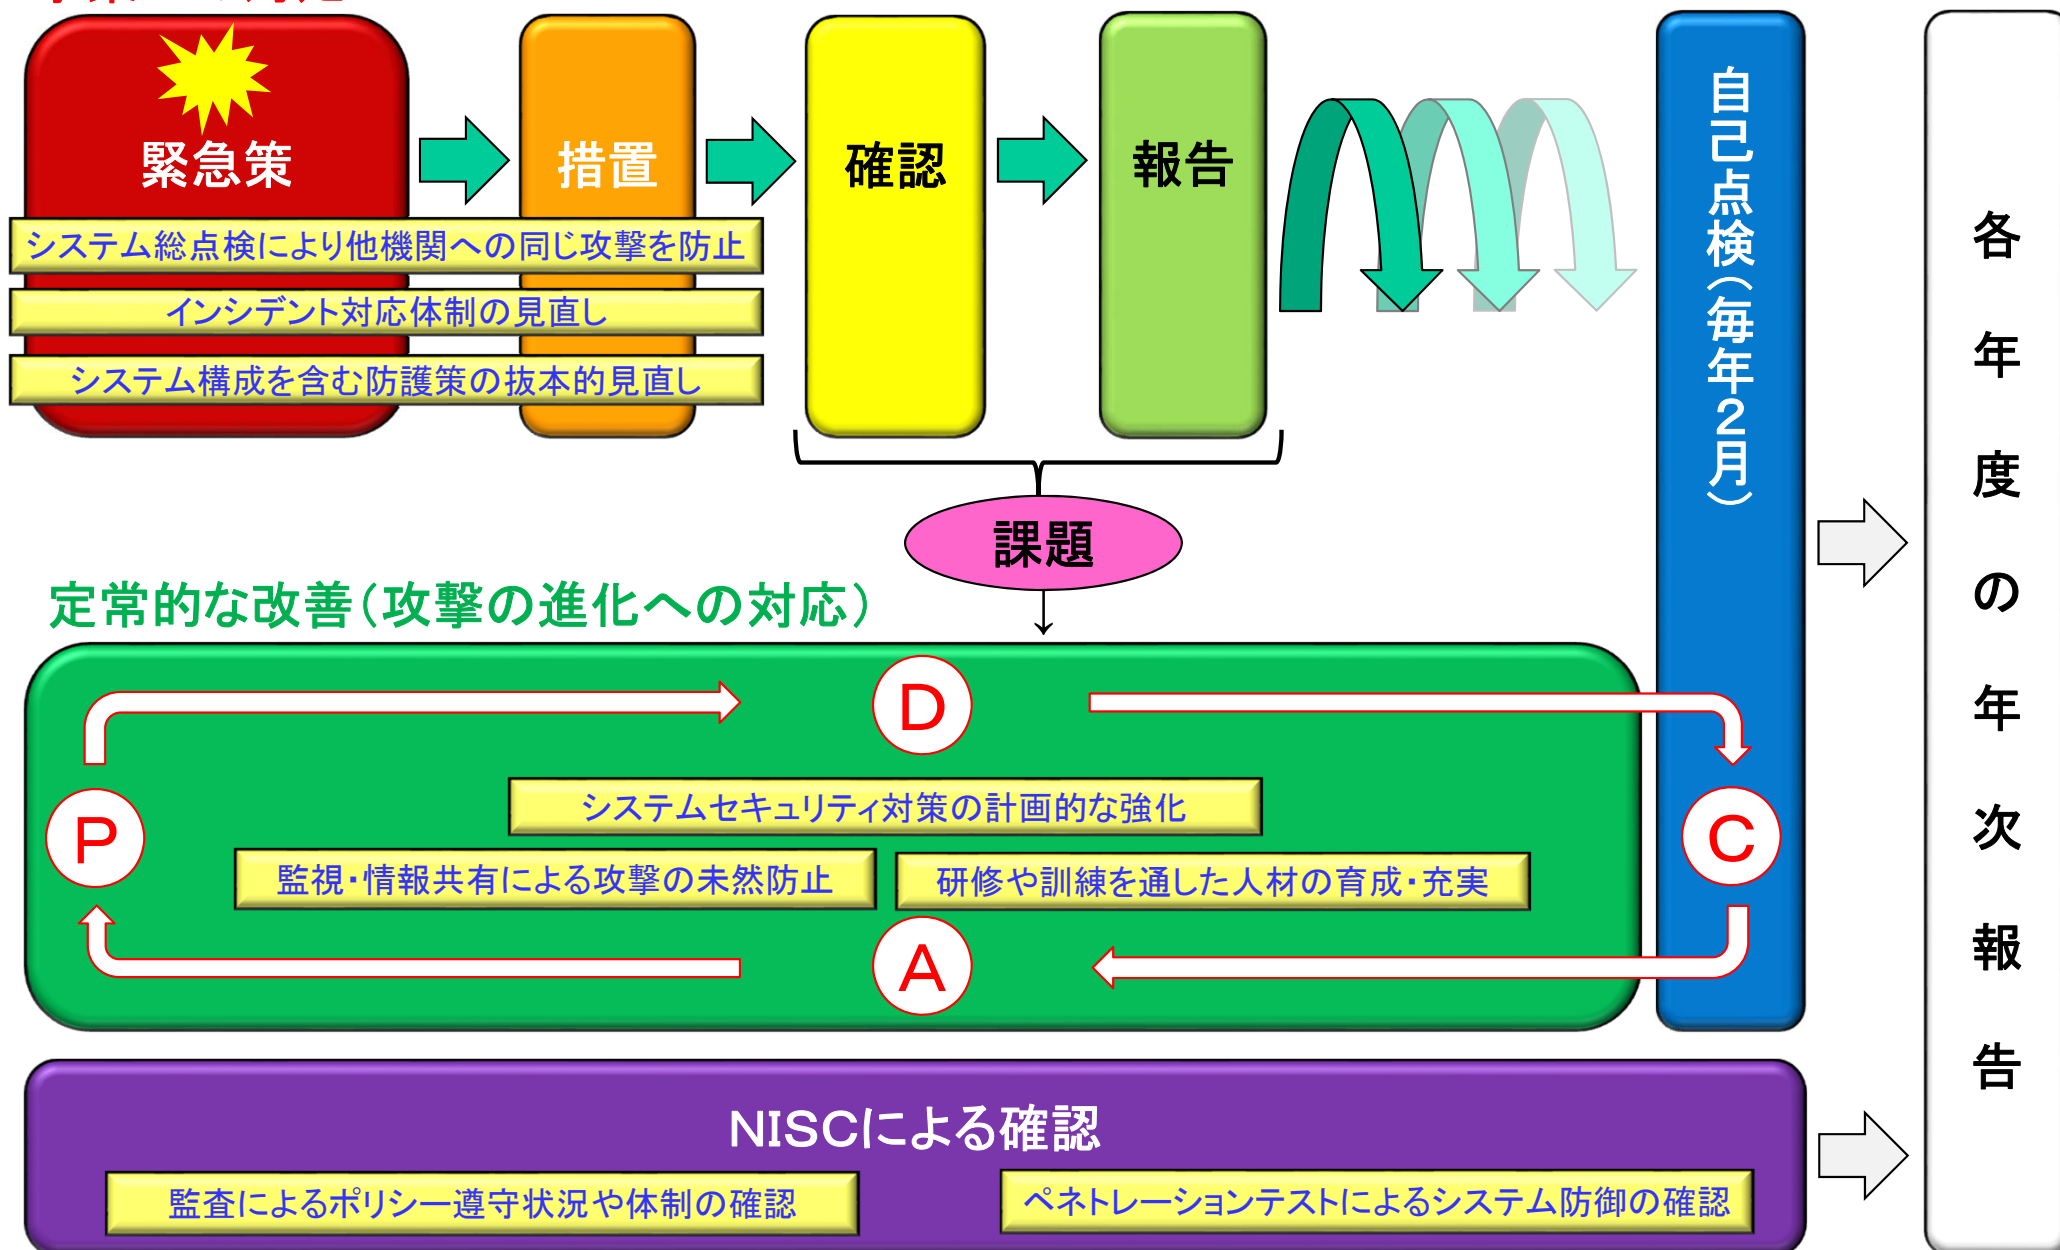 緊急策
措置
確認
報告
システム総点検により他機関への同じ攻撃を防止
インシデント対応体制の見直し
システム構成を含む防護策の抜本的見直し
自己点検（毎年２月）
各年度の年次報告
課題
定常的な改善（攻撃の進化への対応）
D
P
C
A
システムセキュリティ対策の計画的な強化
監視・情報共有による攻撃の未然防止
研修や訓練を通した人材の育成・充実
NISCによる確認
監査によるポリシー遵守状況や体制の確認
ペネトレーションテストによるシステム防御の確認